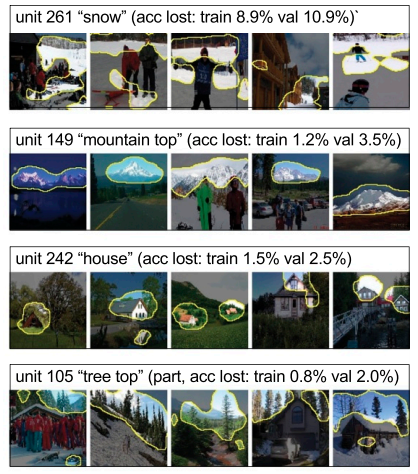 unit 261 “snow” (acc lost: train 8.9% val 10.9%)`
unit 149 “mountain top” (acc lost: train 1.2% val 3.5%)
unit 242 “house” (acc lost: train 1.5% val 2.5%)
unit 105 “tree top” (part, acc lost: train 0.8% val 2.0%)